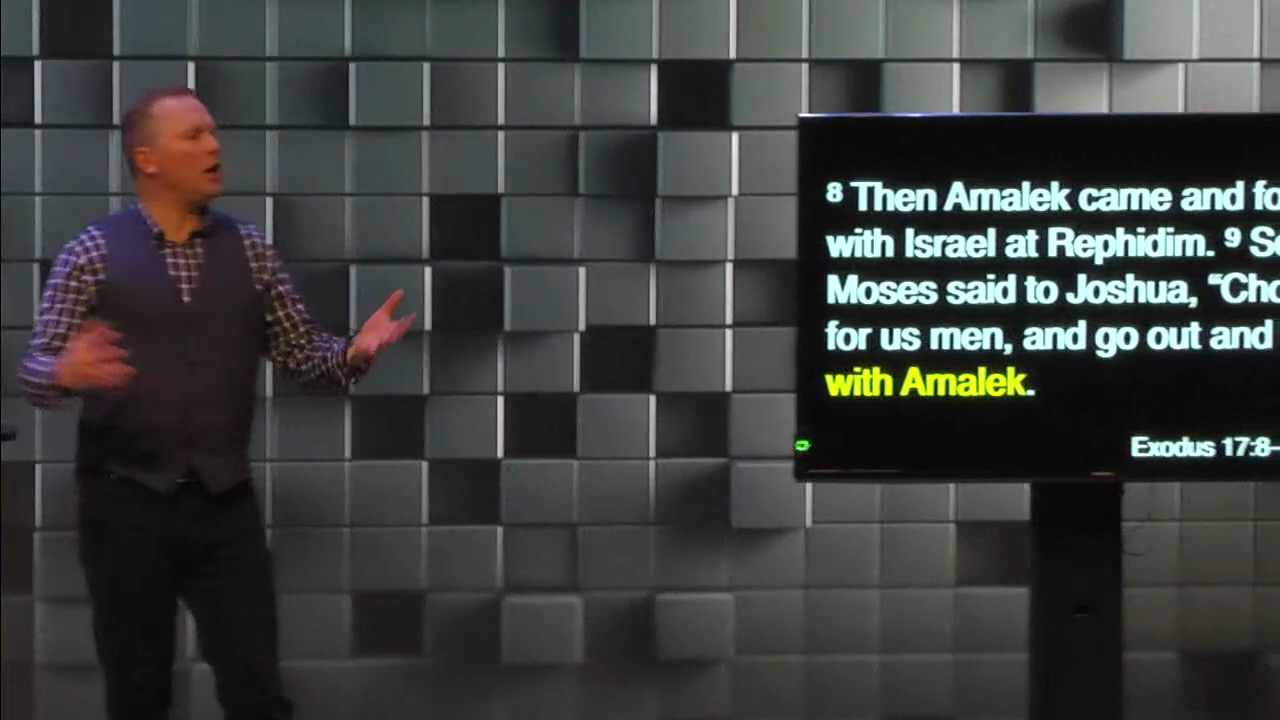 ⁸ Then Amalek came and fo
with Israel at Rephidim. ⁹ So
Moses said to Joshua, “Cho
for us men, and go out and
with Amalek.
Exodus 17:8–